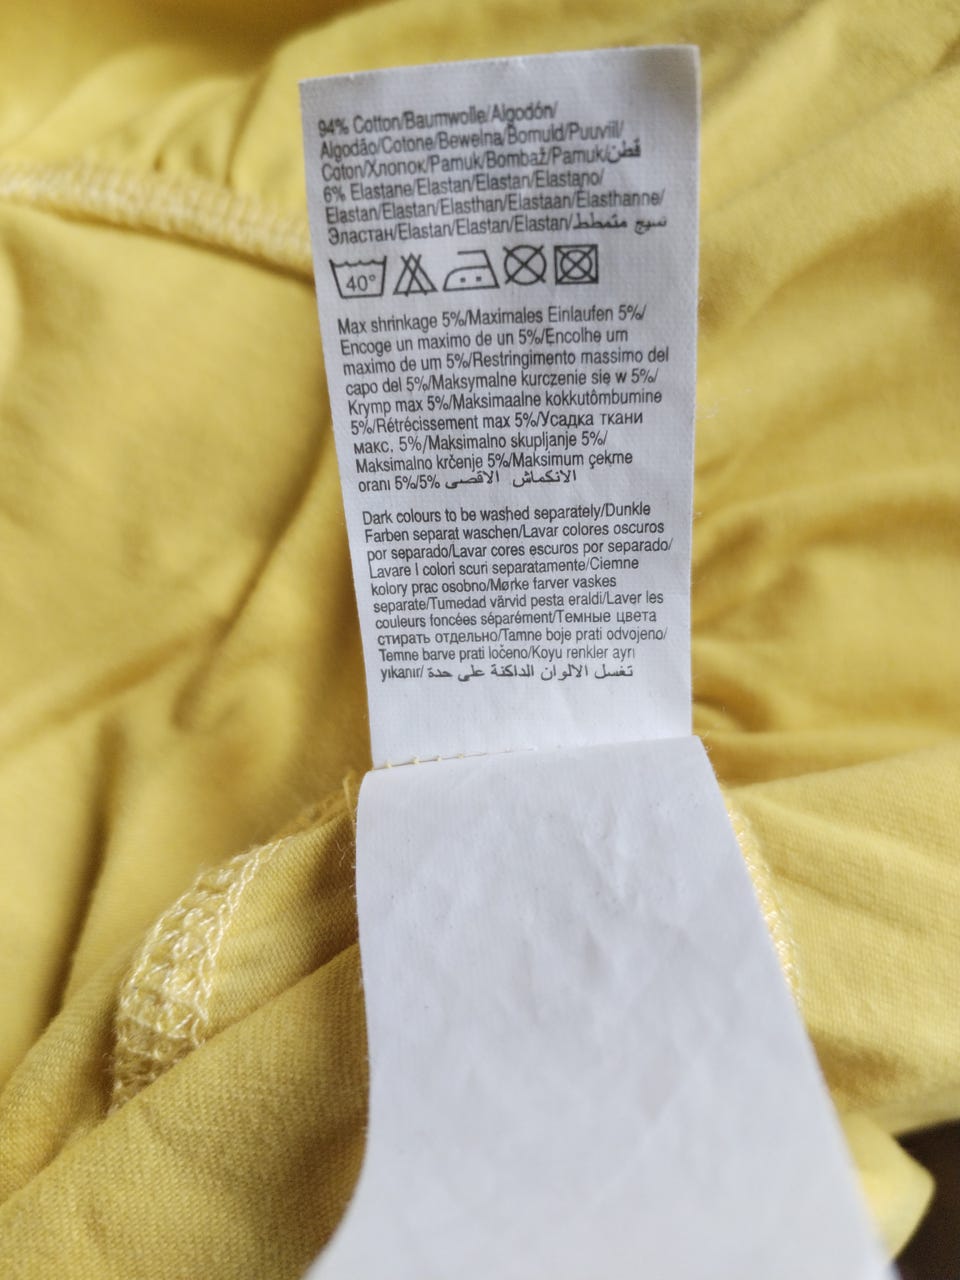 94% Cotton/Baumwolle/Algodón/
Algodão/Cotone/Bewełna/Bomuld/Puuvill/
Coton/Хлопок/Pamuk/Bombaž/Pamuk/قطن
6% Elastane/Elastan/Elastan/Elastano/
Elastan/Elastan/Elasthan/Elastaan/Elasthanne/
Эластан/Elastan/Elastan/Elastan/نسيج متمطط
40°
Max shrinkage 5%/Maximales Einlaufen 5%/
Encoge un maximo de un 5%/Encolhe um
maximo de um 5%/Restringimento massimo del
capo del 5%/Maksymalne kurczenie się w 5%/
Krymp max 5%/Maksimaalne kokkutômbumine
5%/Rétrécissement max 5%/Усадка ткани
макс. 5%/Maksimalno skupljanje 5%/
Maksimalno krčenje 5%/Maksimum çekme
oranı 5%/5% الانكماش الاقصى
Dark colours to be washed separately/Dunkle
Farben separat waschen/Lavar colores oscuros
por separado/Lavar cores escuros por separado/
Lavare I colori scuri separatamente/Ciemne
kolory prac osobno/Mørke farver vaskes
separate/Tumedad värvid pesta eraldi/Laver les
couleurs foncées séparément/Темные цвета
стирать отдельно/Tamne boje prati odvojeno/
Temne barve prati ločeno/Koyu renkler ayrı
yıkanır/ تغسل الالوان الداكنة على حدة